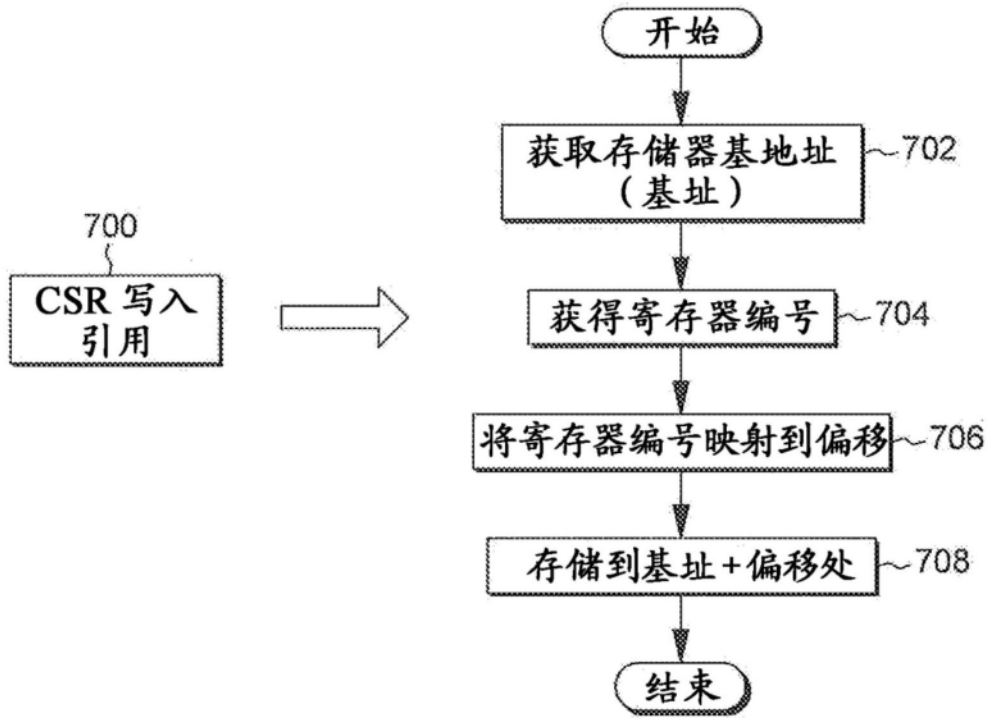 开始
获取存储器基地址
（基址）
702
700
CSR 写入
引用
获得寄存器编号
704
将寄存器编号映射到偏移
706
存储到基址+偏移处
708
结束